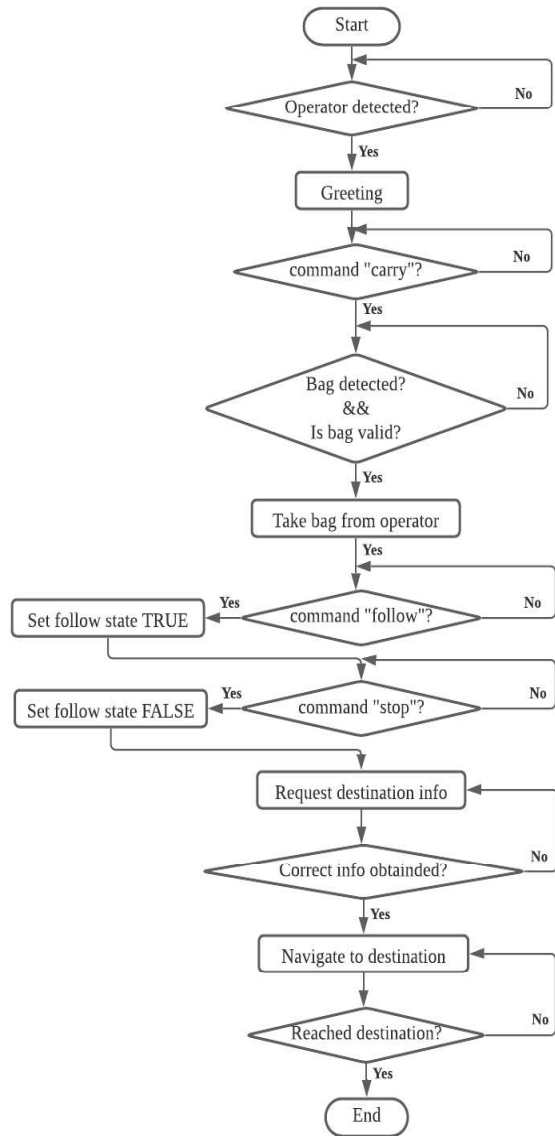 Start
Operator detected?
No
Yes
Greeting
command "carry"?
No
Yes
Bag detected?
&&
Is bag valid?
No
Yes
Take bag from operator
Yes
command "follow"?
No
Yes
Set follow state TRUE
command "stop"?
No
Yes
Set follow state FALSE
Request destination info
Correct info obtainded?
No
Yes
Navigate to destination
Reached destination?
No
Yes
End